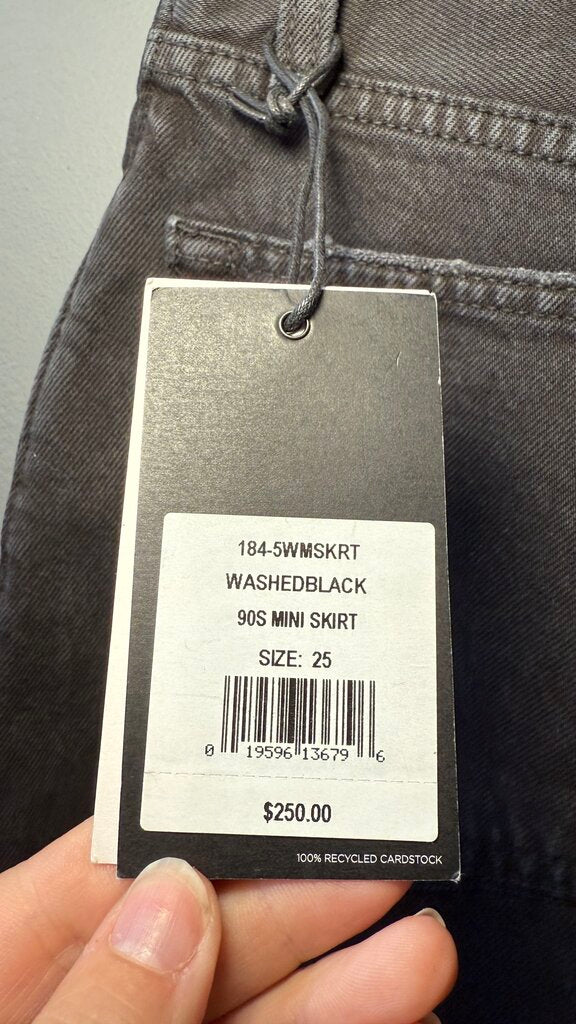 184-5WMSKRT
WASHEDBLACK
90S MINI SKIRT
SIZE: 25
0 19596 13679 6
$250.00
100% RECYCLED CARDSTOCK